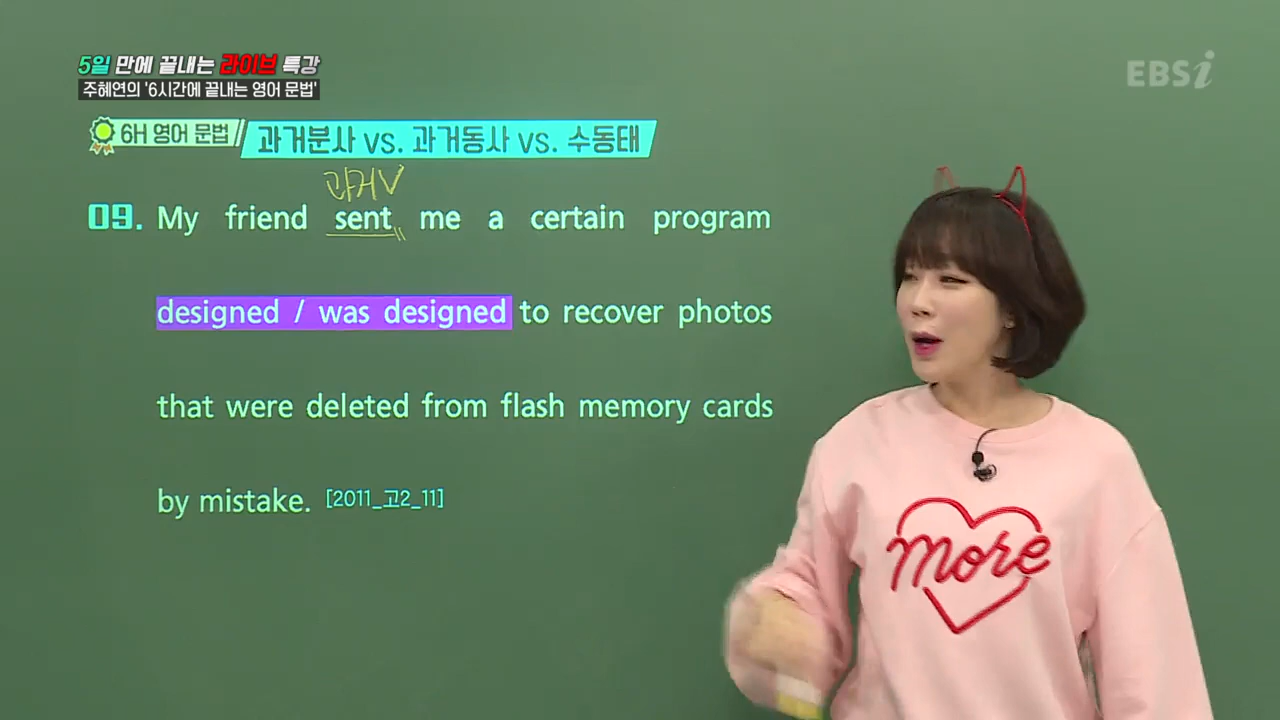 5일 만에 끝내는 라이브 특강
주혜연의 '6시간에 끝내는 영어 문법'
EBSi
6H 영어 문법
과거분사 vs. 과거동사 vs. 수동태
과거V
09. My friend sent me a certain program
designed / was designed to recover photos
that were deleted from flash memory cards
by mistake. [2011_고2_11]
more